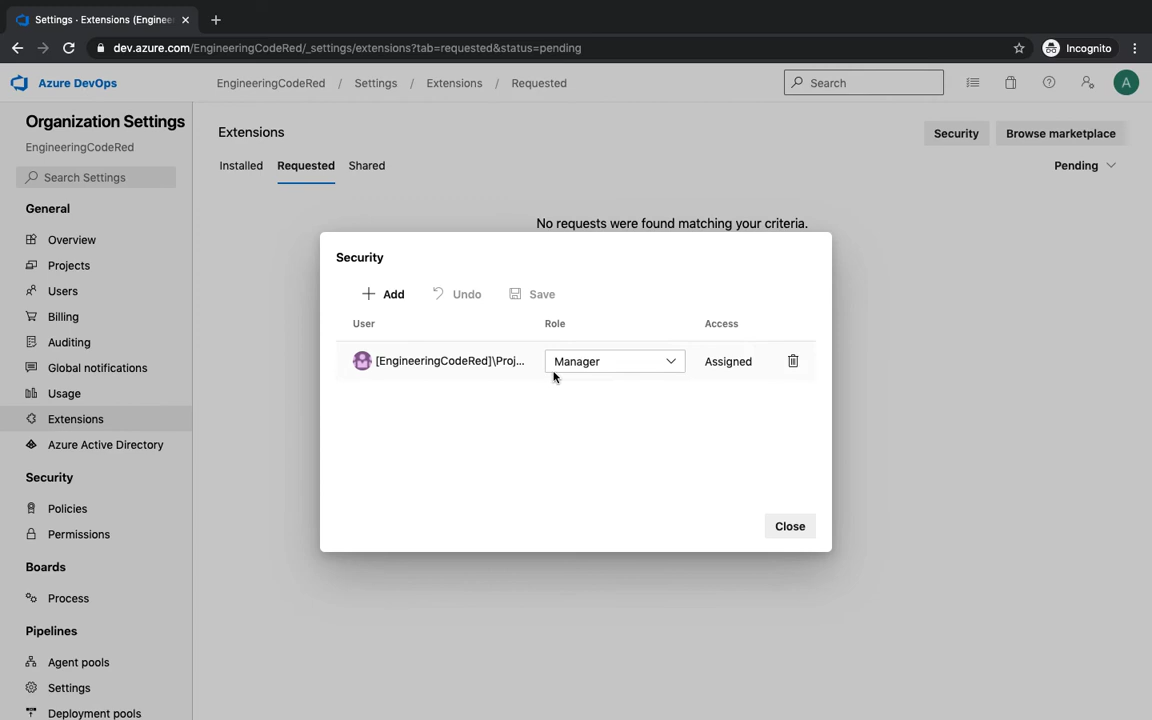 Settings · Extensions (Enginee
dev.azure.com/EngineeringCodeRed/_settings/extensions?tab=requested&status=pending
Incognito
Azure DevOps
EngineeringCodeRed / Settings / Extensions / Requested
Search
A
Organization Settings
EngineeringCodeRed
Search Settings
General
Overview
Projects
Users
Billing
Auditing
Global notifications
Usage
Extensions
Azure Active Directory
Security
Policies
Permissions
Boards
Process
Pipelines
Agent pools
Settings
Deployment pools
Extensions
Security
Browse marketplace
Installed
Requested
Shared
Pending
No requests were found matching your criteria.
Security
Add
Undo
Save
User
Role
Access
[EngineeringCodeRed]\Proj...
Manager
Assigned
Close